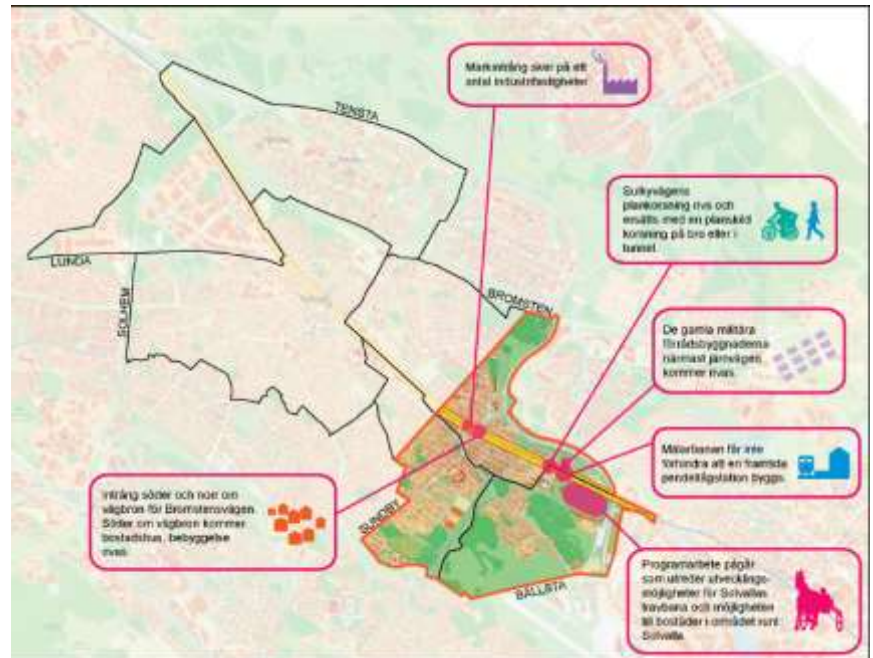 Markintrång sker på ett
antal industrifastigheter
TENSTA
Sulkyvägens
plankorsning rivs och
ersätts med en planskild
korsning på bro eller i
tunnel.
LUNDA
SOLHEM
BROMSTEN
De gamla militära
förrådsbyggnaderna
närmast järnvägen
kommer rivas.
Mälarbanan får inte
förhindra att en framtida
pendeltågstation byggs.
Intrång söder och norr om
vägbron för Bromstensvägen.
Söder om vägbron kommer
bostadshus, bebyggelse
rivas.
SUNDBY
BÄLLSTA
Programarbete pågår
som utreder utvecklings-
möjligheter för Solvallas
travbana och möjligheten
till bostäder i området runt
Solvalla.